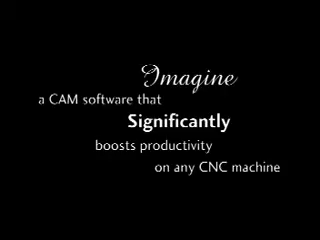 Imagine
a CAM software that
Significantly
boosts productivity
on any CNC machine